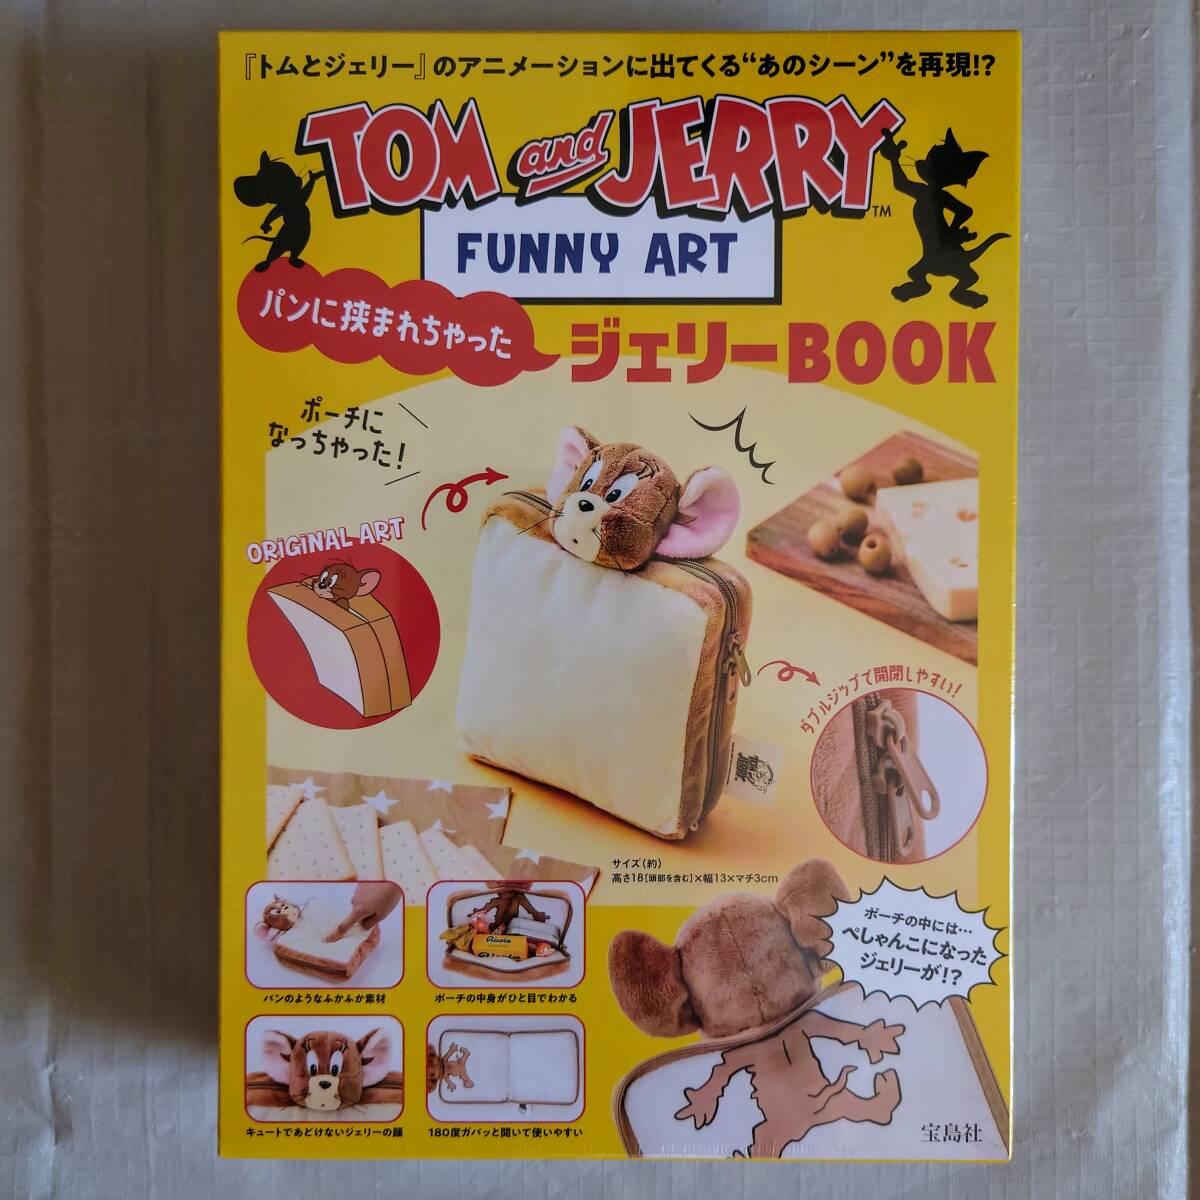 『トムとジェリー』のアニメーションに出てくる“あのシーン”を再現!?
TOM and JERRY™
FUNNY ART
パンに挟まれちゃった
ジェリーBOOK
ポーチに
なっちゃった!
ORIGINAL ART
ダブルジップで開閉しやすい!
TOM and JERRY
サイズ(約)
高さ18[頭部を含む]×幅13×マチ3cm
ポーチの中には…
ぺしゃんこになった
ジェリーが!?
Ricola
パンのようなふかふか素材
ポーチの中身がひと目でわかる
キュートであどけないジェリーの顔
180度ガバッと開いて使いやすい
宝島社